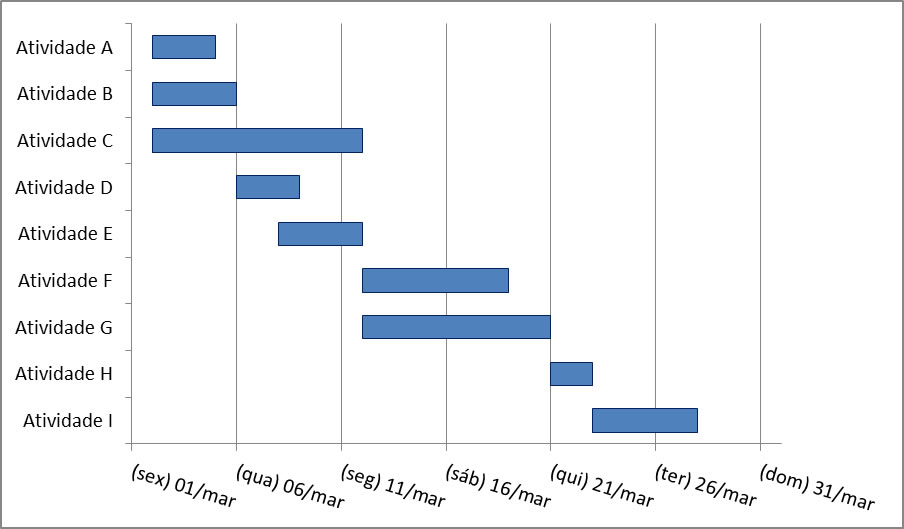 Atividade A
Atividade B
Atividade C
Atividade D
Atividade E
Atividade F
Atividade G
Atividade H
Atividade I
(sex) 01/mar
(qua) 06/mar
(seg) 11/mar
(sáb) 16/mar
(qui) 21/mar
(ter) 26/mar
(dom) 31/mar